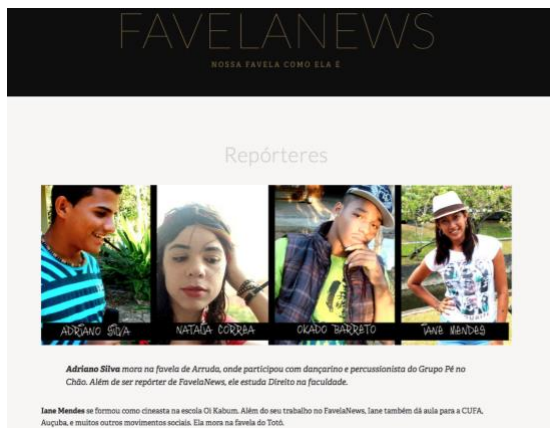 FAVELANEWS
NOSSA FAVELA COMO ELA É
Repórteres
ADRIANO SILVA
NATALIA CORREA
OKADO BARRETO
IANE MENDES
Adriano Silva mora na favela de Arruda, onde participou com dançarino e percussionista do Grupo Pé no
Chão. Além de ser repórter de FavelaNews, ele estuda Direito na faculdade.
Iane Mendes se formou como cineasta na escola Oi Kabum. Além do seu trabalho no FavelaNews, Iane também dá aula para a CUFA,
Auçuba, e muitos outros movimentos sociais. Ela mora na favela do Totó.